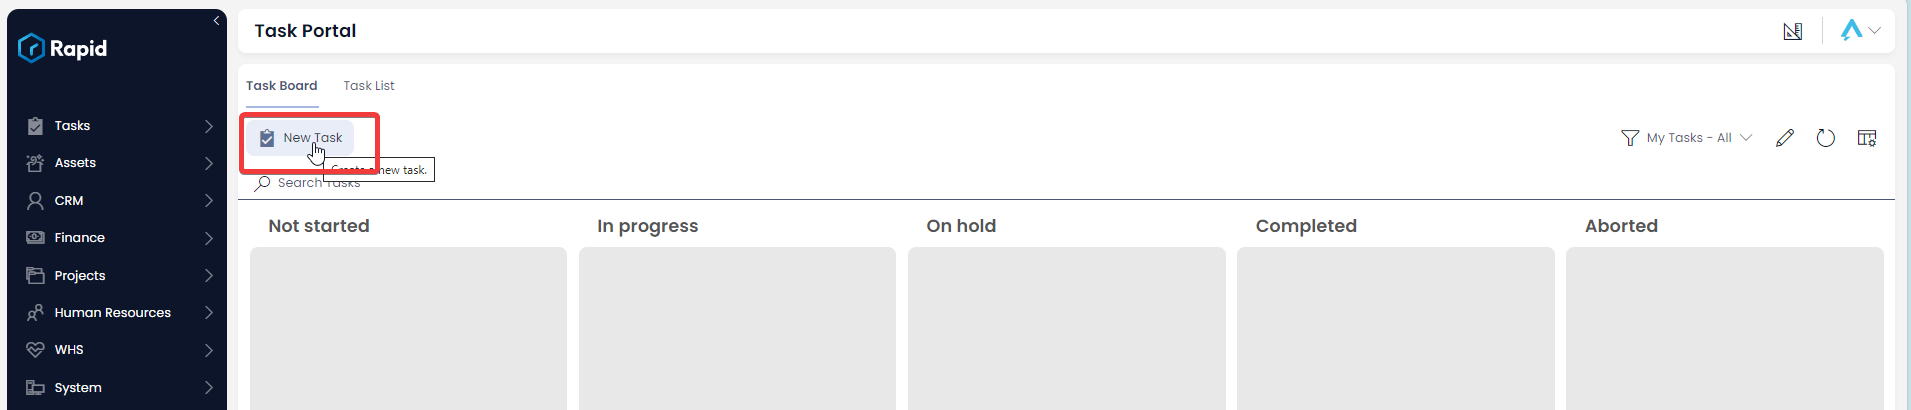 Rapid
Tasks
Assets
CRM
Finance
Projects
Human Resources
WHS
System
Task Portal
Task Board
Task List
New Task
Create a new task.
My Tasks - All
Search Tasks
Not started
In progress
On hold
Completed
Aborted